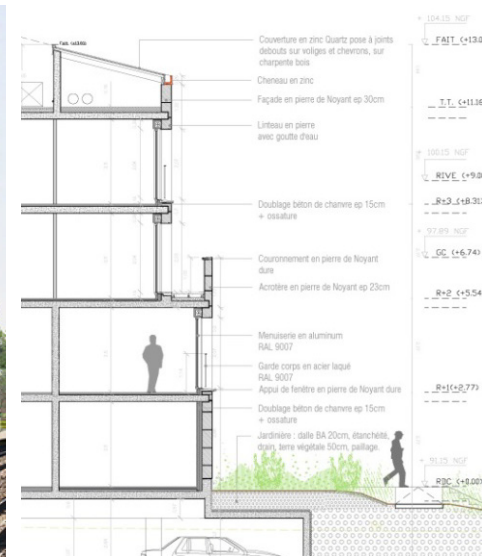 Couverture en zinc Quartz pose à joints
debouts sur voliges et chevrons, sur
charpente bois
Cheneau en zinc
Façade en pierre de Noyant ep 30cm
Linteau en pierre
avec goutte d'eau
Doublage béton de chanvre ep 15cm
+ ossature
Couronnement en pierre de Noyant
dure
Acrotère en pierre de Noyant ep 23cm
Menuiserie en aluminum
RAL 9007
Garde corps en acier laqué
RAL 9007
Appui de fenêtre en pierre de Noyant dure
Doublage béton de chanvre ep 15cm
+ ossature
Jardinière : dalle BA 20cm, étanchéité,
drain, terre végétale 50cm, paillage.
+ 104.15 NGF
FAIT (+13.0
T.T. (+11.16
+ 100.15 NGF
RIVE (+9.0
R+3 (+8.31
+ 97.89 NGF
GC (+6.74)
R+2 (+5.54
R+1(+2.77)
+ 91.15 NGF
RDC (+0.00)